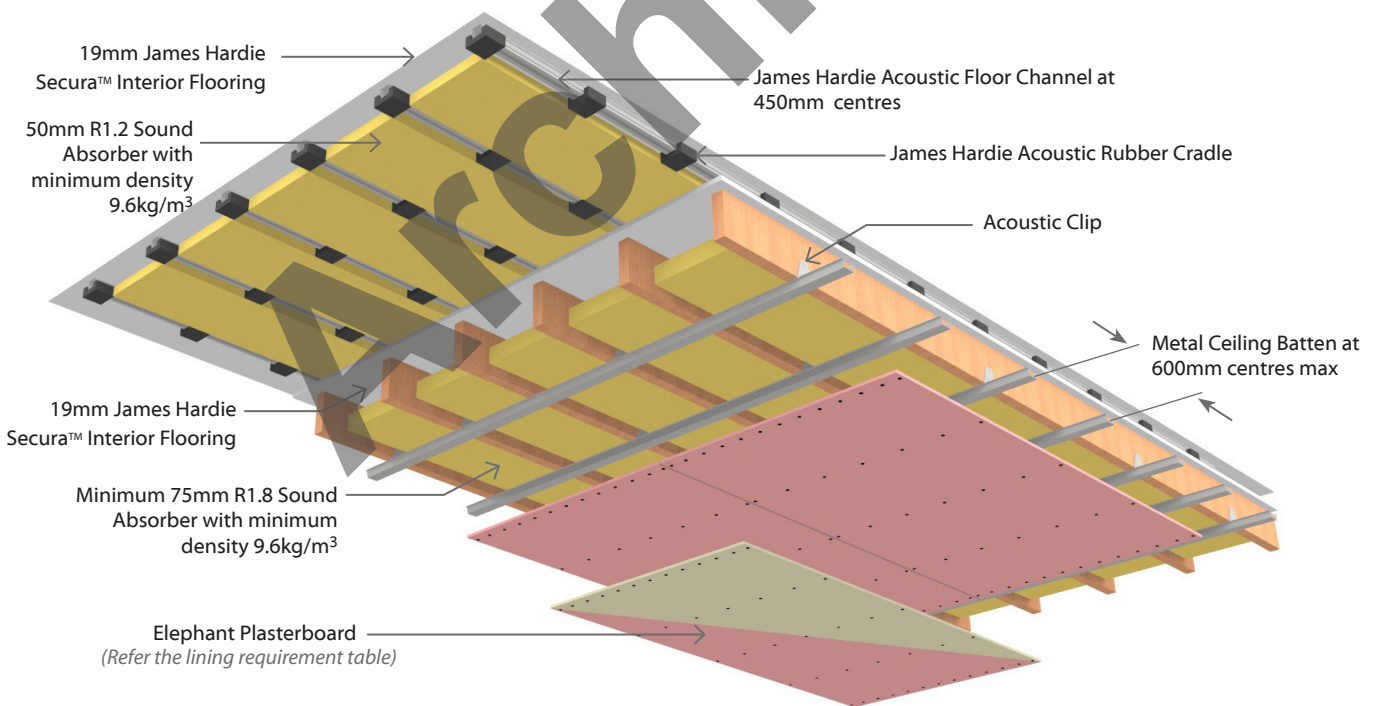 19mm James Hardie
Secura™ Interior Flooring
James Hardie Acoustic Floor Channel at
450mm centres
50mm R1.2 Sound
Absorber with
minimum density
9.6kg/m³
James Hardie Acoustic Rubber Cradle
Acoustic Clip
Metal Ceiling Batten at
600mm centres max
19mm James Hardie
Secura™ Interior Flooring
Minimum 75mm R1.8 Sound
Absorber with minimum
density 9.6kg/m³
Elephant Plasterboard
(Refer the lining requirement table)